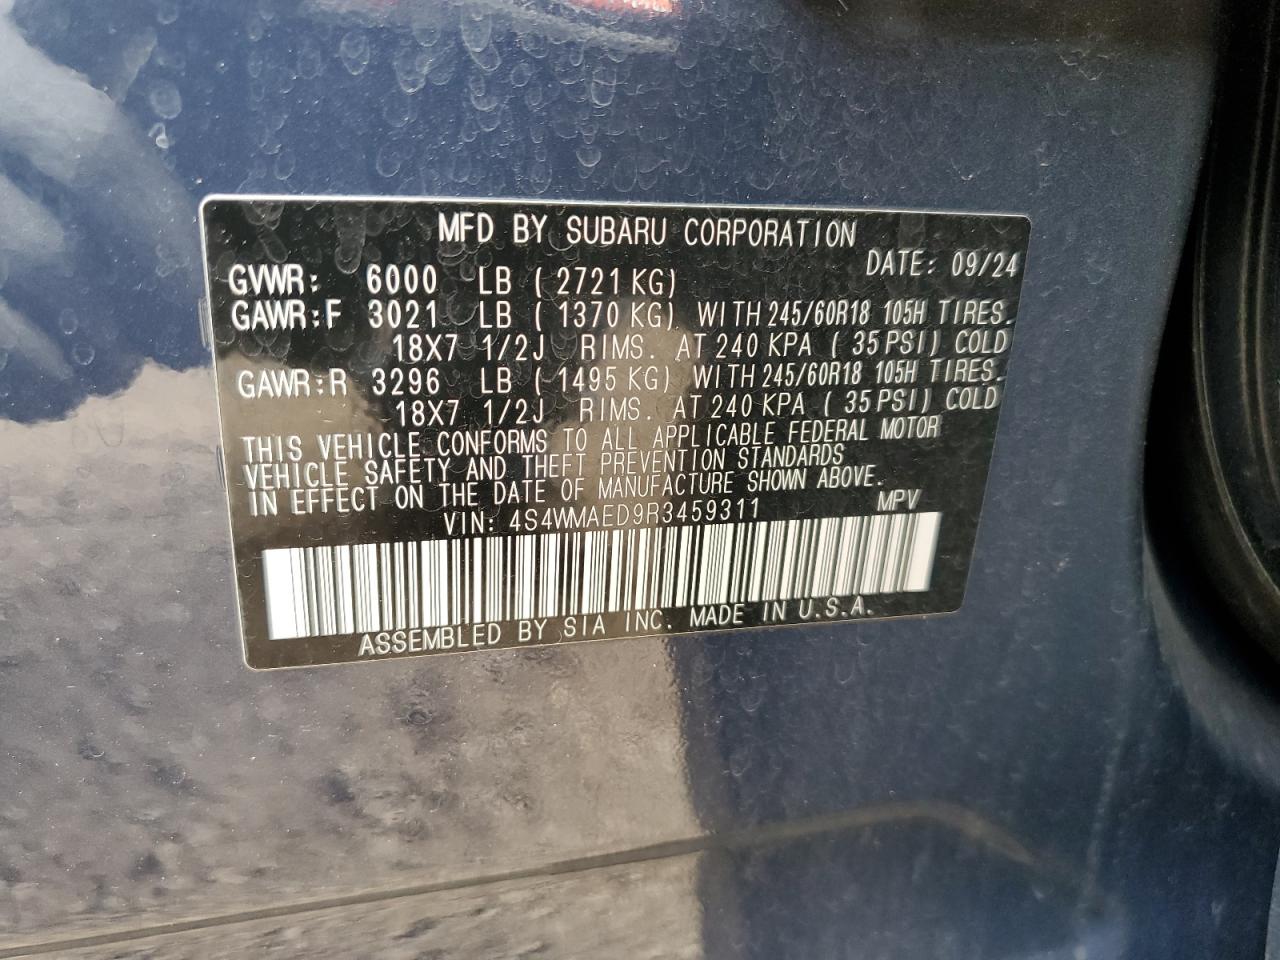 MFD BY SUBARU CORPORATION
DATE: 09/24
GVWR: 6000 LB ( 2721 KG)
GAWR:F 3021 LB ( 1370 KG) WITH 245/60R18 105H TIRES.
18X7 1/2J RIMS. AT 240 KPA ( 35 PSI) COLD
GAWR:R 3296 LB ( 1495 KG) WITH 245/60R18 105H TIRES.
18X7 1/2J RIMS. AT 240 KPA ( 35 PSI) COLD
THIS VEHICLE CONFORMS TO ALL APPLICABLE FEDERAL MOTOR
VEHICLE SAFETY AND THEFT PREVENTION STANDARDS
IN EFFECT ON THE DATE OF MANUFACTURE SHOWN ABOVE.
VIN: 4S4WMAED9R3459311 MPV
ASSEMBLED BY SIA INC. MADE IN U.S.A.